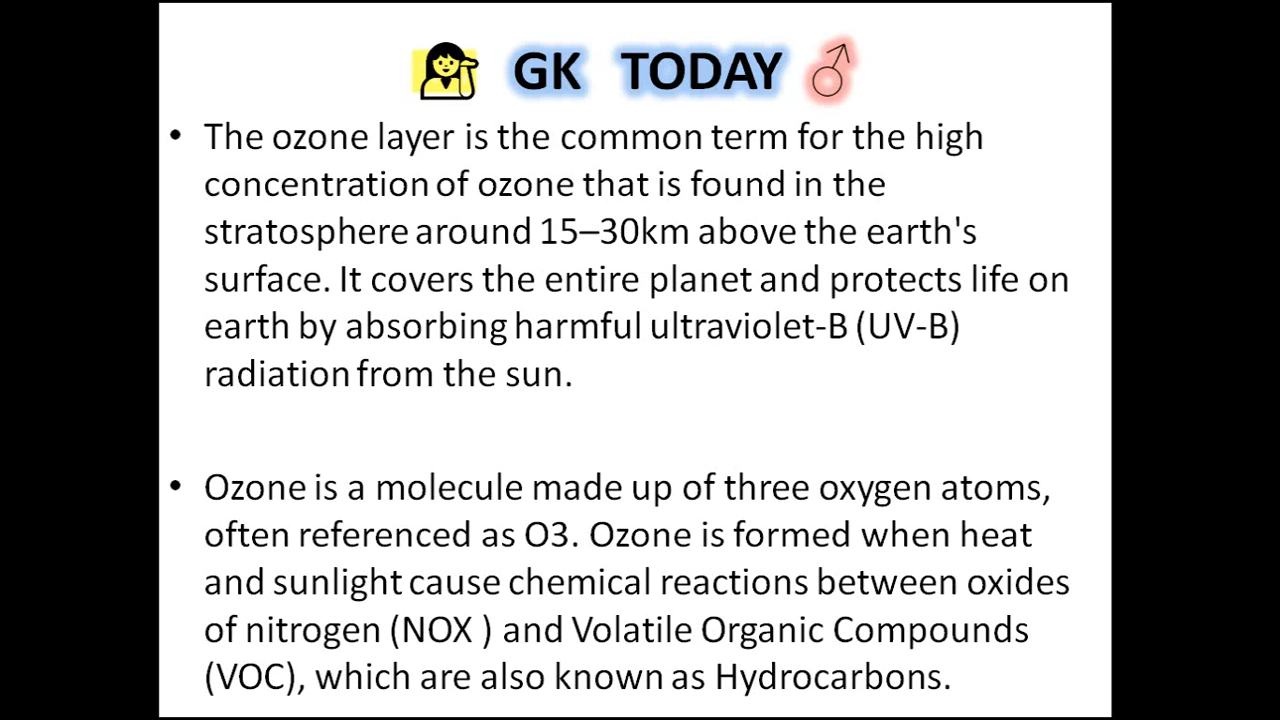 GK TODAY
• The ozone layer is the common term for the high
concentration of ozone that is found in the
stratosphere around 15–30km above the earth's
surface. It covers the entire planet and protects life on
earth by absorbing harmful ultraviolet-B (UV-B)
radiation from the sun.
• Ozone is a molecule made up of three oxygen atoms,
often referenced as O3. Ozone is formed when heat
and sunlight cause chemical reactions between oxides
of nitrogen (NOX ) and Volatile Organic Compounds
(VOC), which are also known as Hydrocarbons.